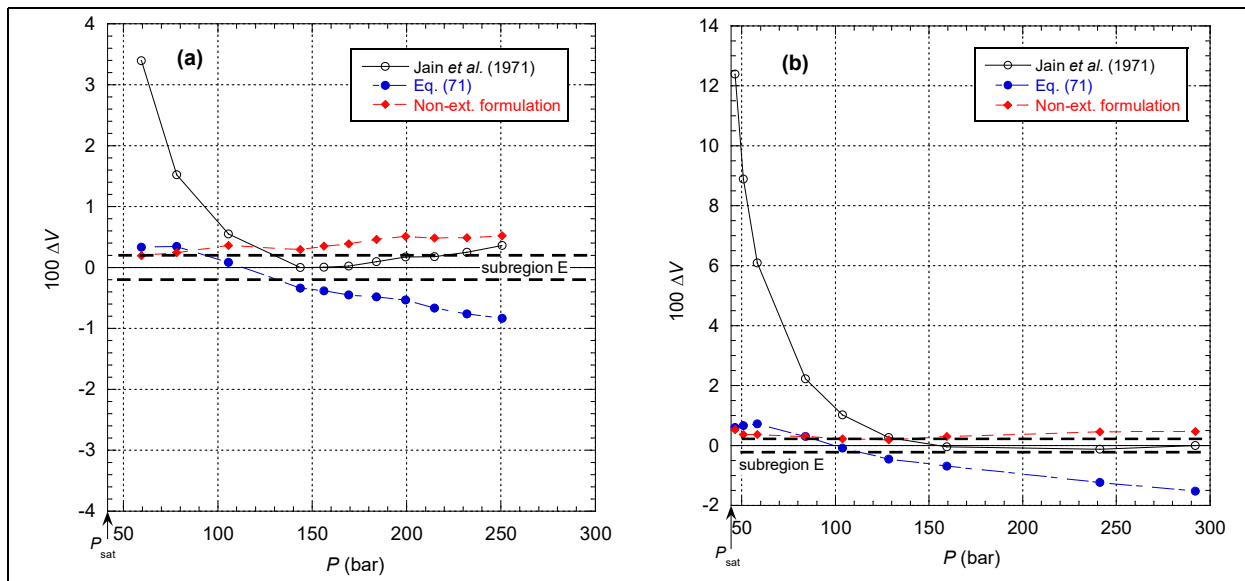 (a)
Jain et al. (1971)
Eq. (71)
Non-ext. formulation
4
3
2
1
0
-1
-2
-3
-4
100 ΔV
subregion E
50
100
150
200
250
300
P_sat
P (bar)
(b)
Jain et al. (1971)
Eq. (71)
Non-ext. formulation
14
12
10
8
6
4
2
0
-2
100 ΔV
subregion E
50
100
150
200
250
300
P_sat
P (bar)